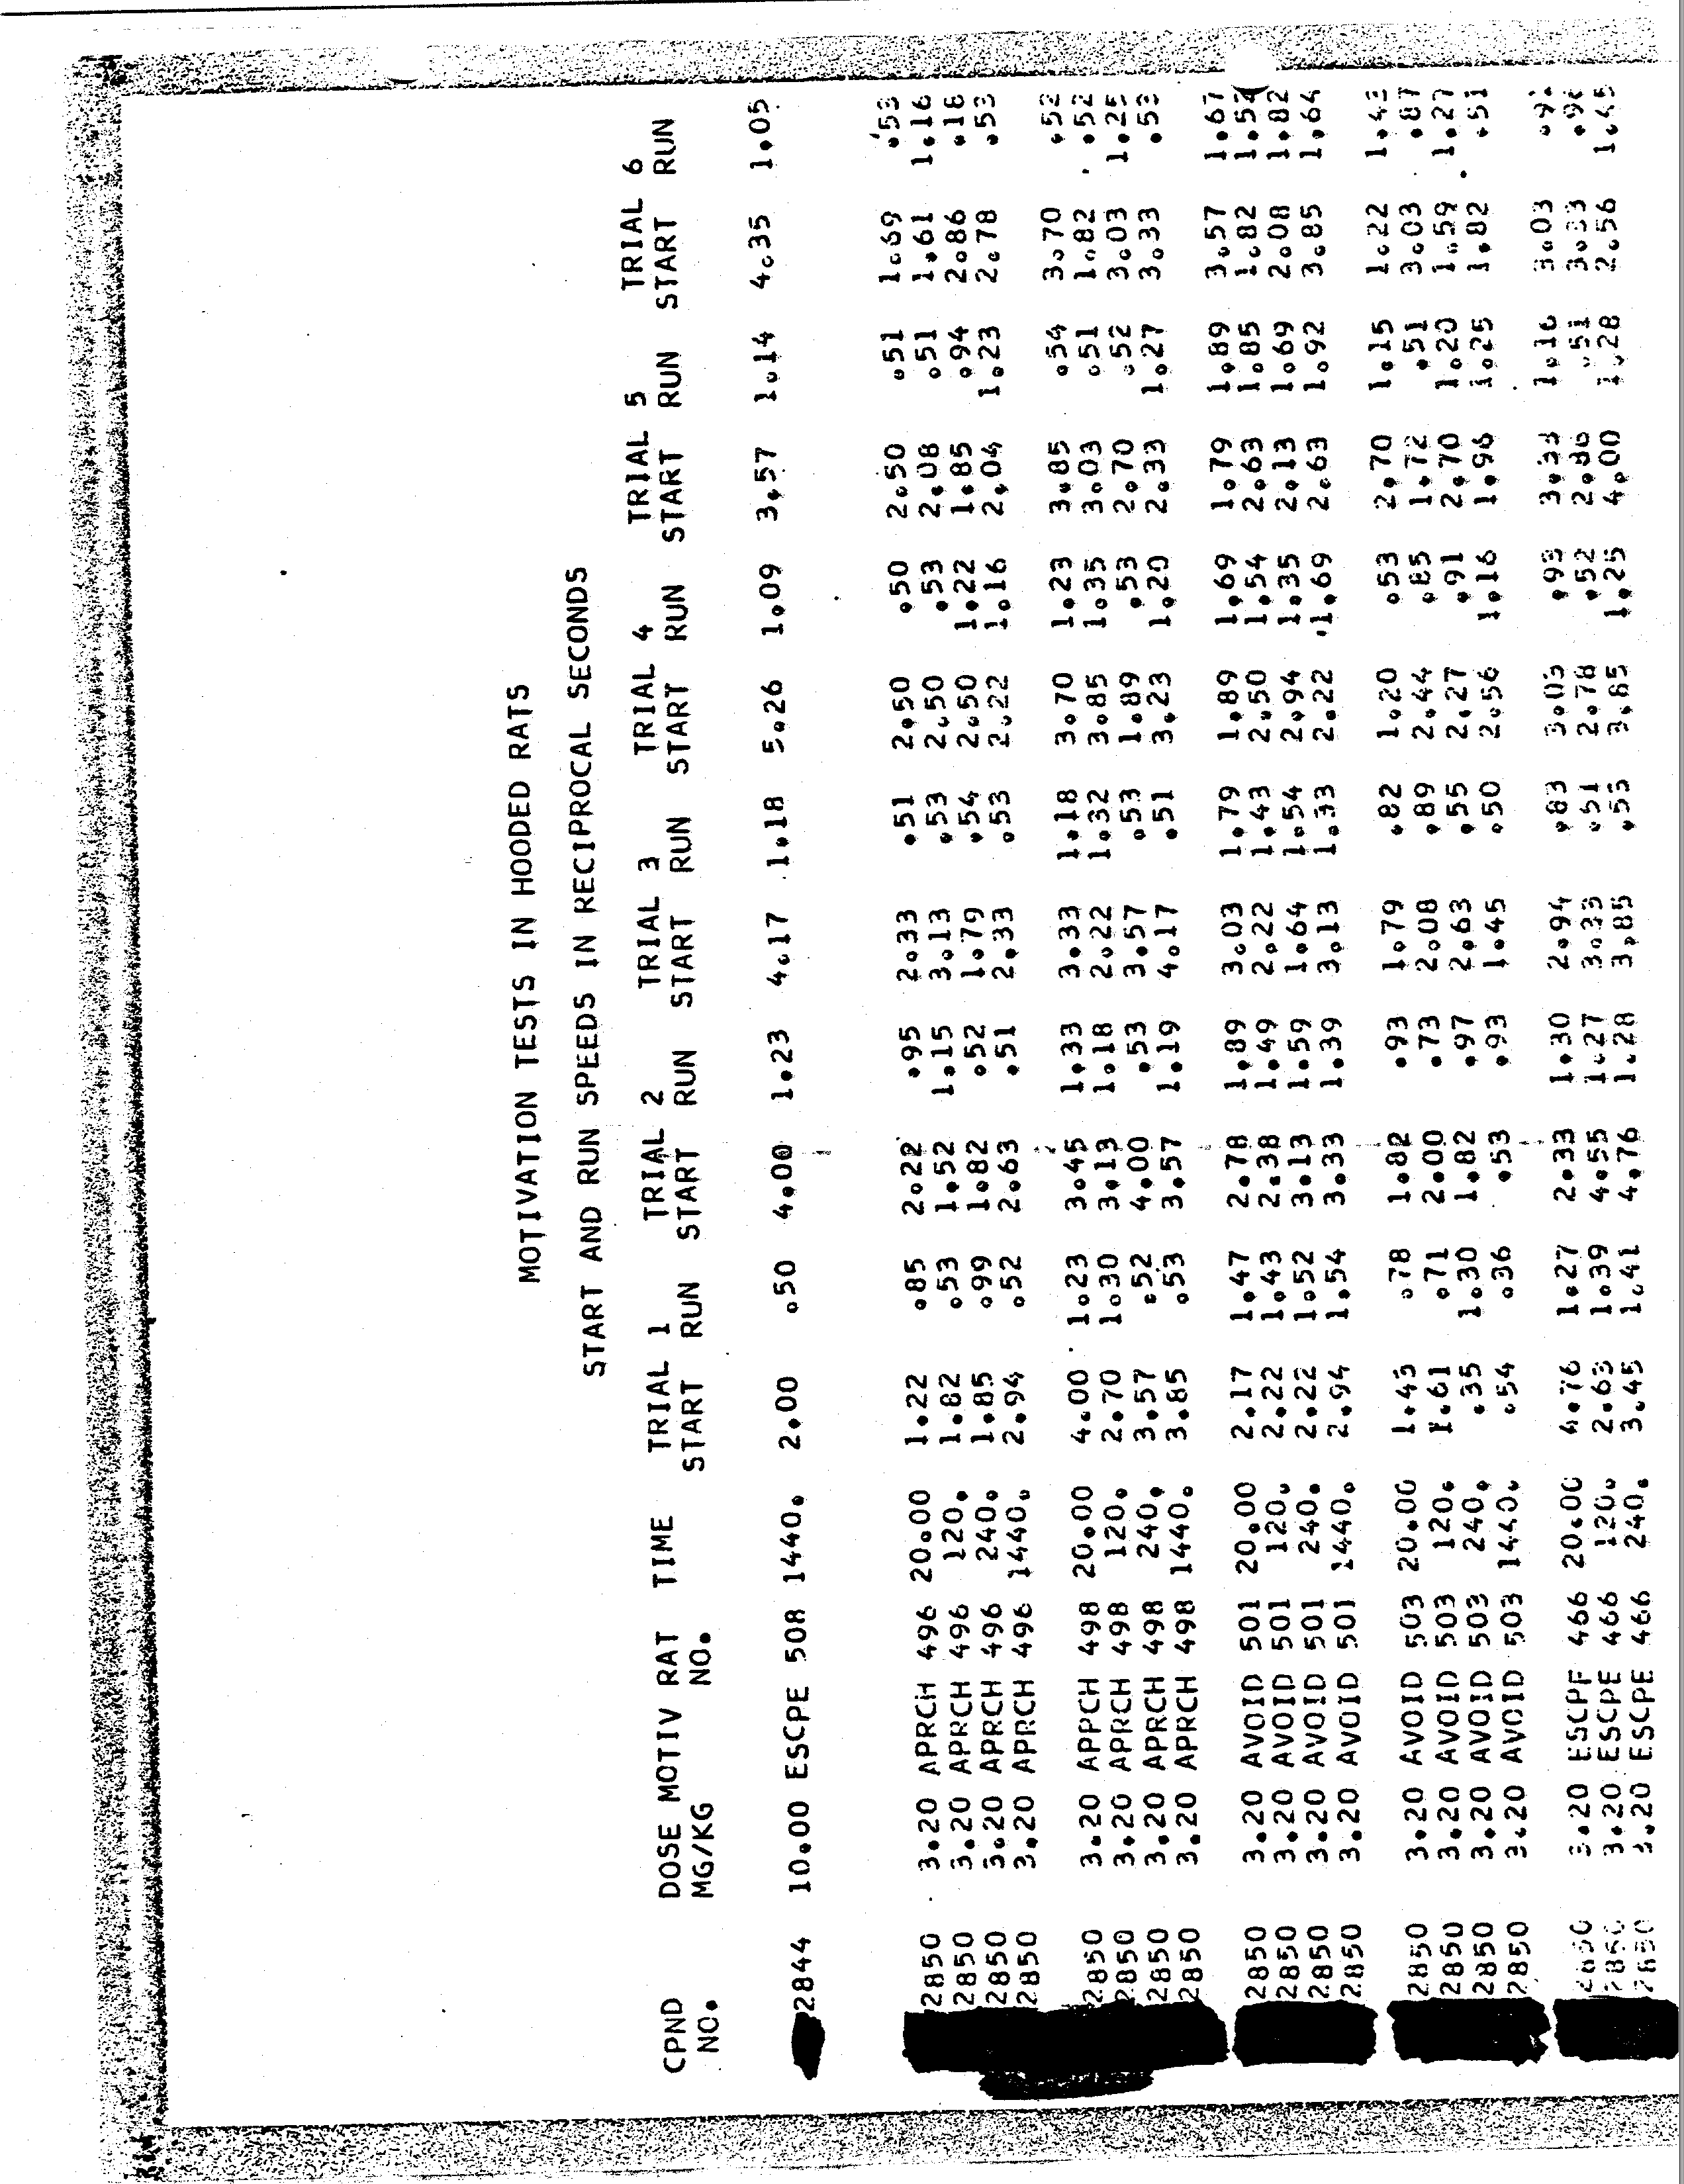 MOTIVATION TESTS IN HOODED RATS
START AND RUN SPEEDS IN RECIPROCAL SECONDS
CPND DOSE MOTIV RAT TIME TRIAL 1 TRIAL 2 TRIAL 3 TRIAL 4 TRIAL 5 TRIAL 6
NO. MG/KG NO. START RUN START RUN START RUN START RUN START RUN START RUN
2844 10.00 ESCPE 508 1440. 2.00 .50 4.00 1.23 4.17 1.18 5.26 1.09 3.57 1.14 4.35 1.05
2850 3.20 APRCH 496 20.00 1.22 .85 2.22 .95 2.33 .51 2.50 .50 2.50 .51 1.69 .53
2850 3.20 APRCH 496 120. 1.82 .53 1.52 1.15 3.13 .53 2.50 .53 2.08 .51 1.61 1.16
2850 3.20 APRCH 496 240. 1.85 .99 1.82 .52 1.79 .54 2.50 1.22 1.85 .94 2.86 .18
2850 3.20 APRCH 496 1440. 2.94 .52 2.63 .51 2.33 .53 2.22 1.16 2.04 1.23 2.78 .53
2850 3.20 APPCH 498 20.00 4.00 1.23 3.45 1.33 3.33 1.18 3.70 1.23 3.85 .54 3.70 .52
2850 3.20 APRCH 498 120. 2.70 1.30 3.13 1.18 2.22 1.32 3.85 1.35 3.03 .51 1.82 .52
2850 3.20 APRCH 498 240. 3.57 .52 4.00 .53 3.57 .53 1.89 .53 2.70 .52 3.03 1.25
2850 3.20 APRCH 498 1440. 3.85 .53 3.57 1.19 4.17 .51 3.23 1.20 2.33 1.27 3.33 .53
2850 3.20 AVOID 501 20.00 2.17 1.47 2.78 1.89 3.03 1.79 1.89 1.69 1.79 1.89 3.57 1.67
2850 3.20 AVOID 501 120. 2.22 1.43 2.38 1.49 2.22 1.43 2.50 1.54 2.63 1.85 1.82 1.52
2850 3.20 AVOID 501 240. 2.22 1.52 3.13 1.59 1.64 1.54 2.94 1.35 2.13 1.69 2.08 1.82
2850 3.20 AVOID 501 1440. 2.94 1.54 3.33 1.39 3.13 1.33 2.22 1.69 2.63 1.92 3.85 1.64
2850 3.20 AVOID 503 20.00 1.45 .78 1.82 .93 1.79 .82 1.20 .53 2.70 1.15 1.22 1.43
2850 3.20 AVOID 503 120. 1.61 .71 2.00 .73 2.08 .89 2.44 .85 1.72 .51 3.03 .87
2850 3.20 AVOID 503 240. .35 1.30 1.82 .97 2.63 .55 2.27 .91 2.70 1.20 1.59 1.27
2850 3.20 AVOID 503 1440. .54 .36 .53 .93 1.45 .50 2.56 1.16 1.96 1.25 1.82 .51
2850 3.20 ESCPF 466 20.00 4.76 1.27 2.33 1.30 2.94 .83 3.03 .93 3.33 1.16 3.03
2850 3.20 ESCPE 466 120. 2.63 1.39 4.55 1.27 3.33 .51 2.78 .52 2.86 .51 3.33
2850 3.20 ESCPE 466 240. 3.45 1.41 4.76 1.28 3.85 .55 3.85 1.25 4.00 1.28 2.56 1.45